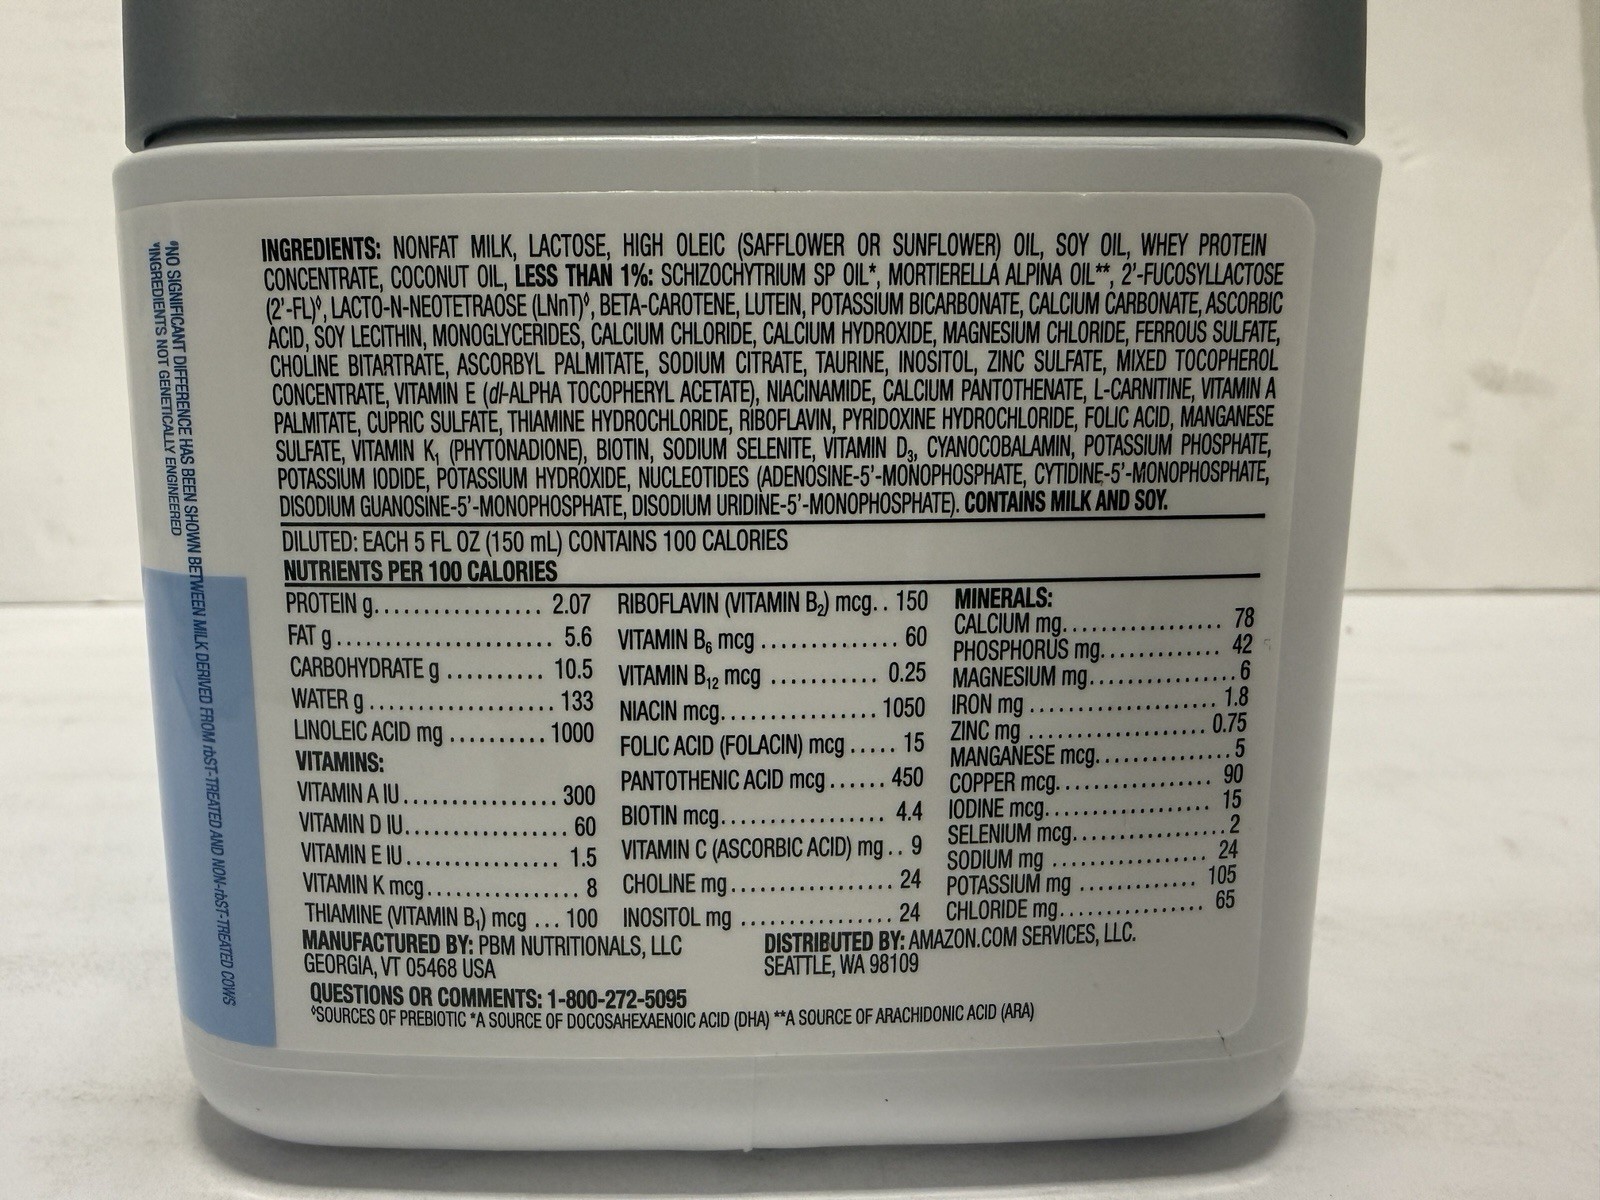 INGREDIENTS: NONFAT MILK, LACTOSE, HIGH OLEIC (SAFFLOWER OR SUNFLOWER) OIL, SOY OIL, WHEY PROTEIN
CONCENTRATE, COCONUT OIL, LESS THAN 1%: SCHIZOCHYTRIUM SP OIL*, MORTIERELLA ALPINA OIL**, 2'-FUCOSYLLACTOSE
(2'-FL)◊, LACTO-N-NEOTETRAOSE (LNnT)◊, BETA-CAROTENE, LUTEIN, POTASSIUM BICARBONATE, CALCIUM CARBONATE, ASCORBIC
ACID, SOY LECITHIN, MONOGLYCERIDES, CALCIUM CHLORIDE, CALCIUM HYDROXIDE, MAGNESIUM CHLORIDE, FERROUS SULFATE,
CHOLINE BITARTRATE, ASCORBYL PALMITATE, SODIUM CITRATE, TAURINE, INOSITOL, ZINC SULFATE, MIXED TOCOPHEROL
CONCENTRATE, VITAMIN E (dl-ALPHA TOCOPHERYL ACETATE), NIACINAMIDE, CALCIUM PANTOTHENATE, L-CARNITINE, VITAMIN A
PALMITATE, CUPRIC SULFATE, THIAMINE HYDROCHLORIDE, RIBOFLAVIN, PYRIDOXINE HYDROCHLORIDE, FOLIC ACID, MANGANESE
SULFATE, VITAMIN K₁ (PHYTONADIONE), BIOTIN, SODIUM SELENITE, VITAMIN D₃, CYANOCOBALAMIN, POTASSIUM PHOSPHATE,
POTASSIUM IODIDE, POTASSIUM HYDROXIDE, NUCLEOTIDES (ADENOSINE-5'-MONOPHOSPHATE, CYTIDINE-5'-MONOPHOSPHATE,
DISODIUM GUANOSINE-5'-MONOPHOSPHATE, DISODIUM URIDINE-5'-MONOPHOSPHATE). CONTAINS MILK AND SOY.
DILUTED: EACH 5 FL OZ (150 mL) CONTAINS 100 CALORIES
NUTRIENTS PER 100 CALORIES
PROTEIN g................ 2.07
FAT g...................... 5.6
CARBOHYDRATE g .......... 10.5
WATER g................... 133
LINOLEIC ACID mg .......... 1000
VITAMINS:
VITAMIN A IU................ 300
VITAMIN D IU................. 60
VITAMIN E IU................ 1.5
VITAMIN K mcg................ 8
THIAMINE (VITAMIN B₁) mcg ... 100
RIBOFLAVIN (VITAMIN B₂) mcg.. 150
VITAMIN B₆ mcg .............. 60
VITAMIN B₁₂ mcg ........... 0.25
NIACIN mcg................ 1050
FOLIC ACID (FOLACIN) mcg ..... 15
PANTOTHENIC ACID mcg ...... 450
BIOTIN mcg................. 4.4
VITAMIN C (ASCORBIC ACID) mg .. 9
CHOLINE mg................. 24
INOSITOL mg ................ 24
MINERALS:
CALCIUM mg................ 78
PHOSPHORUS mg............. 42
MAGNESIUM mg............... 6
IRON mg .................. 1.8
ZINC mg .................. 0.75
MANGANESE mcg.............. 5
COPPER mcg................ 90
IODINE mcg................. 15
SELENIUM mcg................ 2
SODIUM mg ................ 24
POTASSIUM mg ............ 105
CHLORIDE mg............... 65
MANUFACTURED BY: PBM NUTRITIONALS, LLC
GEORGIA, VT 05468 USA
DISTRIBUTED BY: AMAZON.COM SERVICES, LLC.
SEATTLE, WA 98109
QUESTIONS OR COMMENTS: 1-800-272-5095
◊SOURCES OF PREBIOTIC *A SOURCE OF DOCOSAHEXAENOIC ACID (DHA) **A SOURCE OF ARACHIDONIC ACID (ARA)
NO SIGNIFICANT DIFFERENCE HAS BEEN SHOWN BETWEEN MILK DERIVED FROM rbST-TREATED AND NON-rbST-TREATED COWS
INGREDIENTS NOT GENETICALLY ENGINEERED